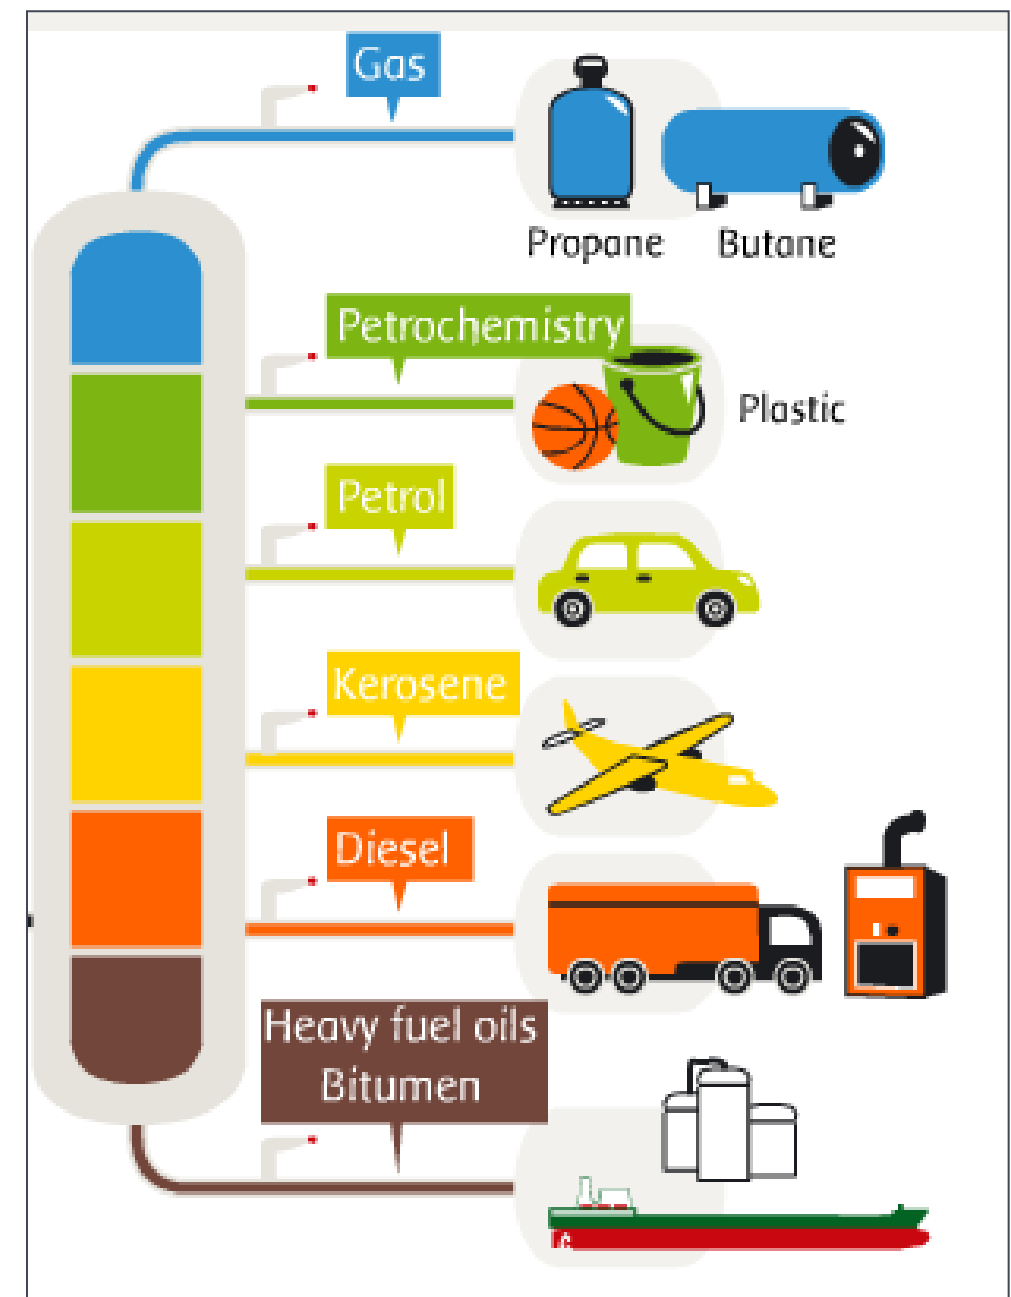 Gas
Propane
Butane
Petrochemistry
Plastic
Petrol
Kerosene
Diesel
Heavy fuel oils
Bitumen